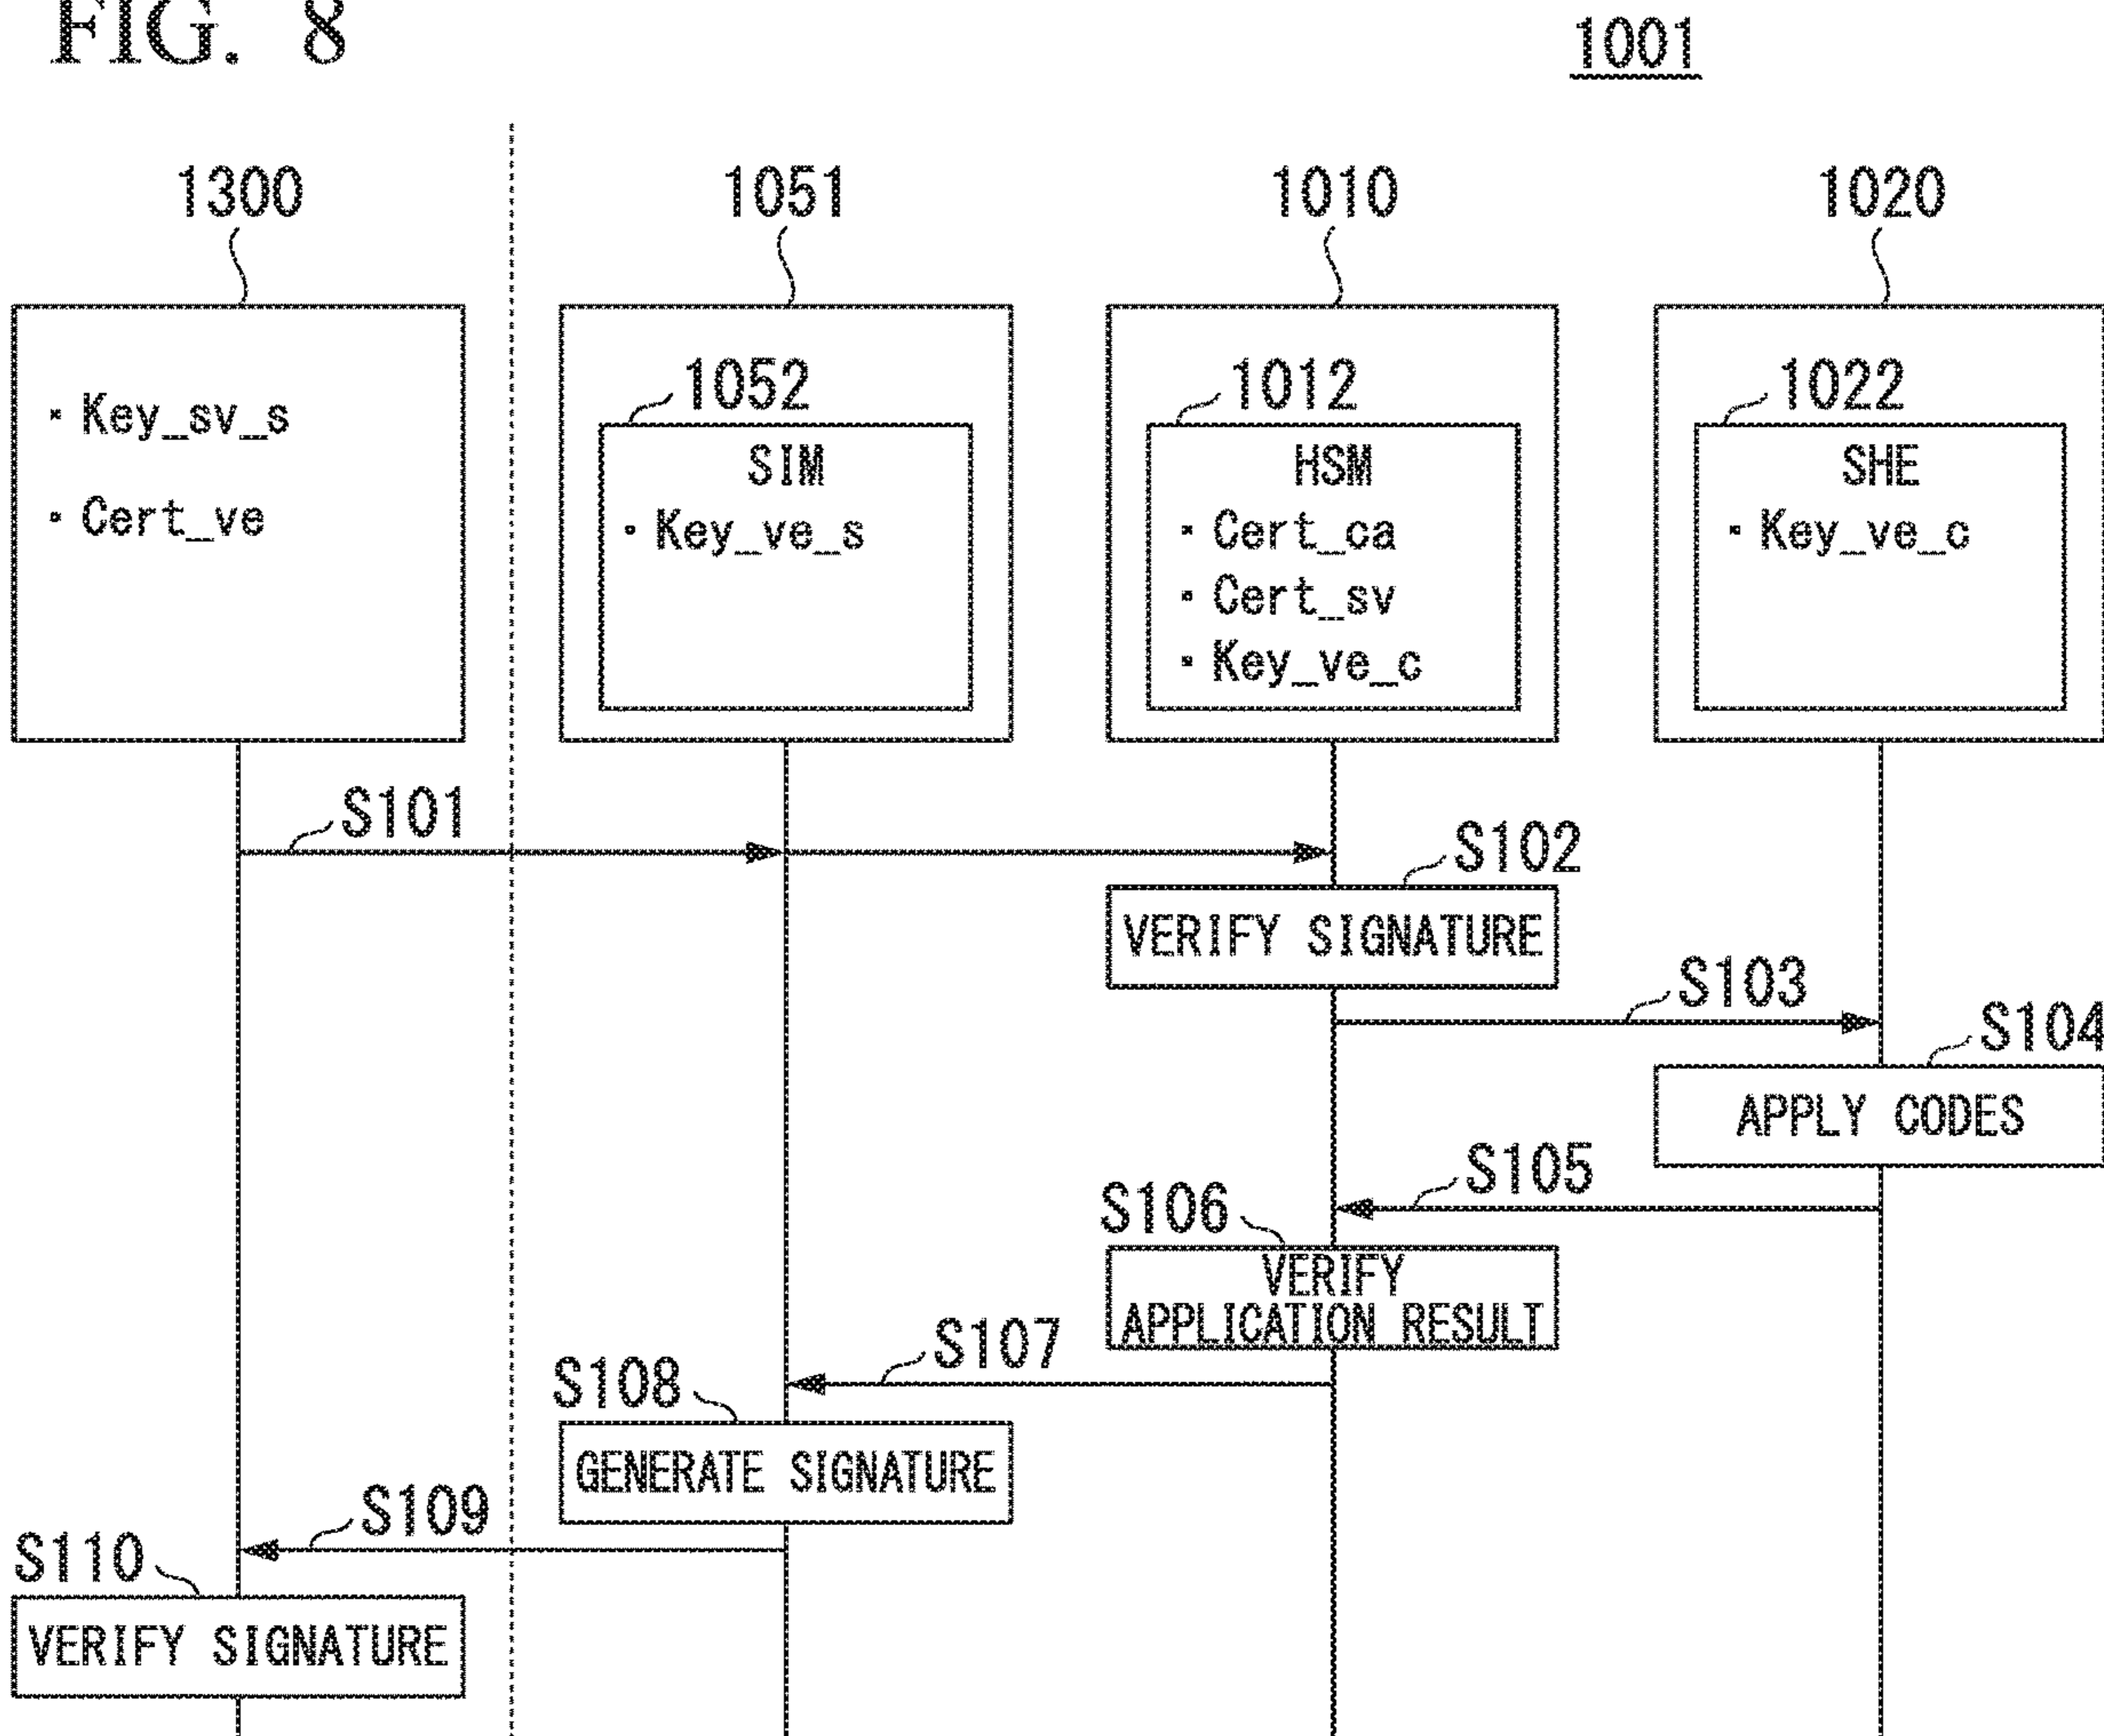 FIG. 8
1001
1300
1051
1010
1020
・Key_sv_s
・Cert_ve
1052
SIM
・Key_ve_s
1012
HSM
・Cert_ca
・Cert_sv
・Key_ve_c
1022
SHE
・Key_ve_c
S101
S102
VERIFY SIGNATURE
S103
S104
APPLY CODES
S105
S106
VERIFY
APPLICATION RESULT
S107
S108
GENERATE SIGNATURE
S109
S110
VERIFY SIGNATURE